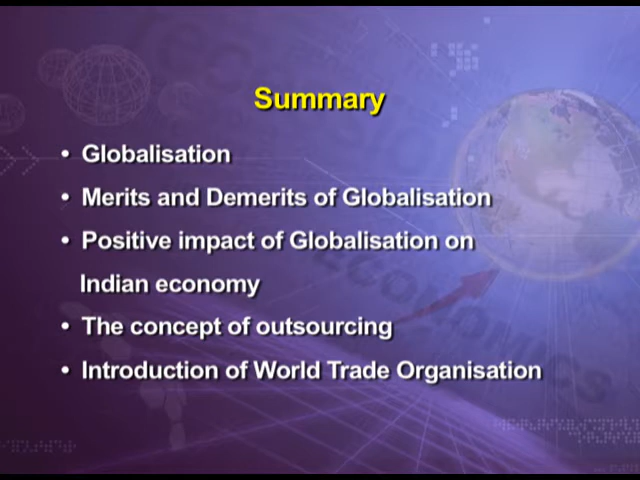 Summary
• Globalisation
• Merits and Demerits of Globalisation
• Positive impact of Globalisation on
Indian economy
• The concept of outsourcing
• Introduction of World Trade Organisation
ECONOMICS